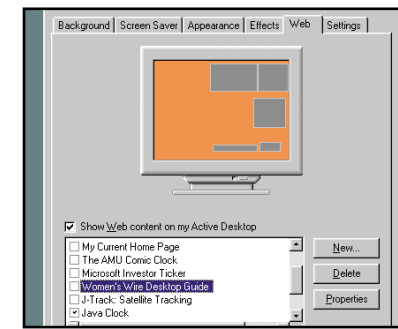 Background Screen Saver Appearance Effects Web Settings
Show Web content on my Active Desktop
My Current Home Page
The AMU Comic Clock
Microsoft Investor Ticker
Women's Wire Desktop Guide
J-Track: Satellite Tracking
Java Clock
New...
Delete
Properties